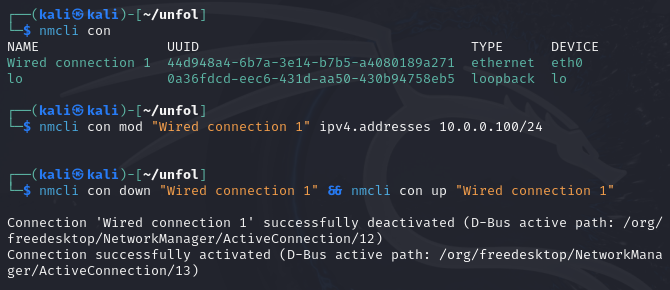 ┌──(kali㉿kali)-[~/unfol]
└─$ nmcli con
NAME                UUID                                  TYPE      DEVICE
Wired connection 1  44d948a4-6b7a-3e14-b7b5-a4080189a271  ethernet  eth0
lo                  0a36fdcd-eec6-431d-aa50-430b94758eb5  loopback  lo
┌──(kali㉿kali)-[~/unfol]
└─$ nmcli con mod "Wired connection 1" ipv4.addresses 10.0.0.100/24
┌──(kali㉿kali)-[~/unfol]
└─$ nmcli con down "Wired connection 1" && nmcli con up "Wired connection 1"
Connection 'Wired connection 1' successfully deactivated (D-Bus active path: /org/
freedesktop/NetworkManager/ActiveConnection/12)
Connection successfully activated (D-Bus active path: /org/freedesktop/NetworkMana
ger/ActiveConnection/13)